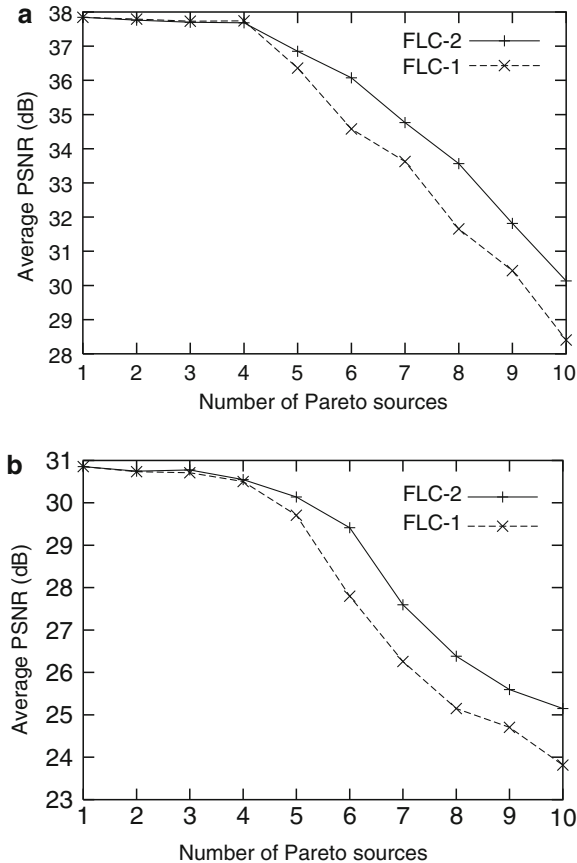 a
38
37
36
35
34
33
32
31
30
29
28
Average PSNR (dB)
FLC-2
FLC-1
1 2 3 4 5 6 7 8 9 10
Number of Pareto sources
b
31
30
29
28
27
26
25
24
23
Average PSNR (dB)
FLC-2
FLC-1
1 2 3 4 5 6 7 8 9 10
Number of Pareto sources